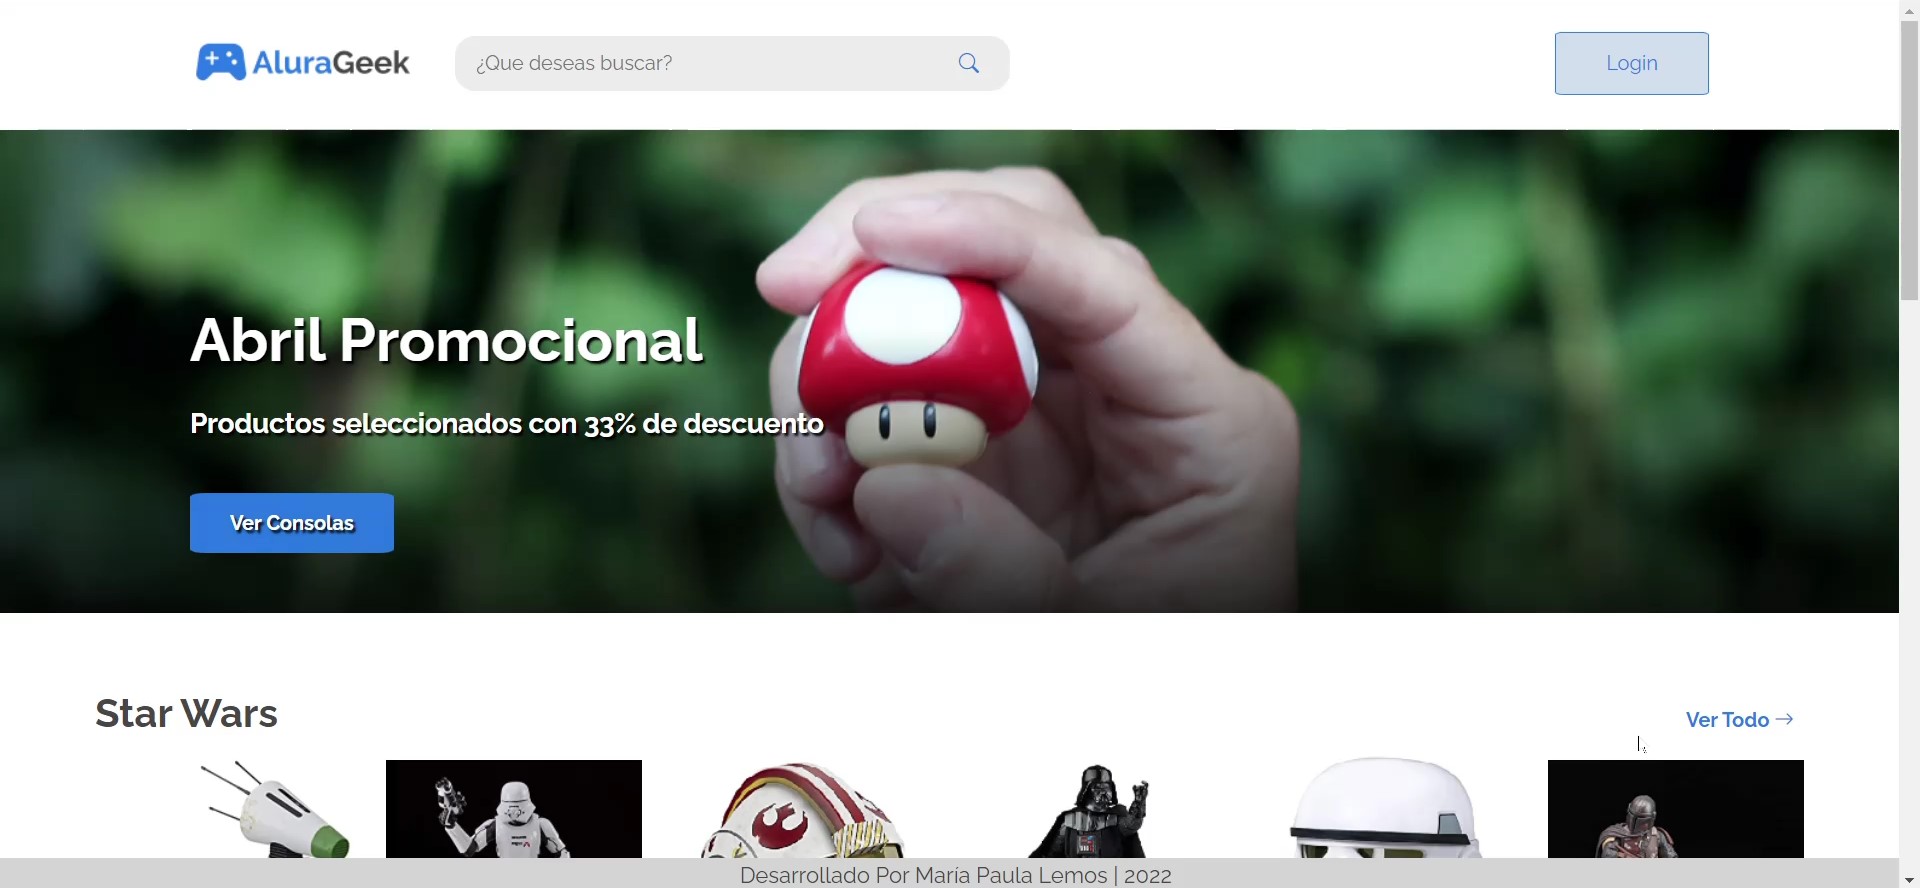 AluraGeek
¿Que deseas buscar?
Login
Abril Promocional
Productos seleccionados con 33% de descuento
Ver Consolas
Star Wars
Ver Todo →
Desarrollado Por María Paula Lemos | 2022